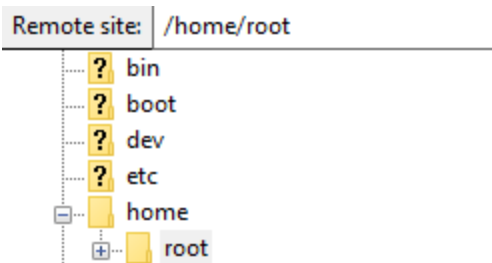 Remote site: /home/root
? bin
? boot
? dev
? etc
home
root